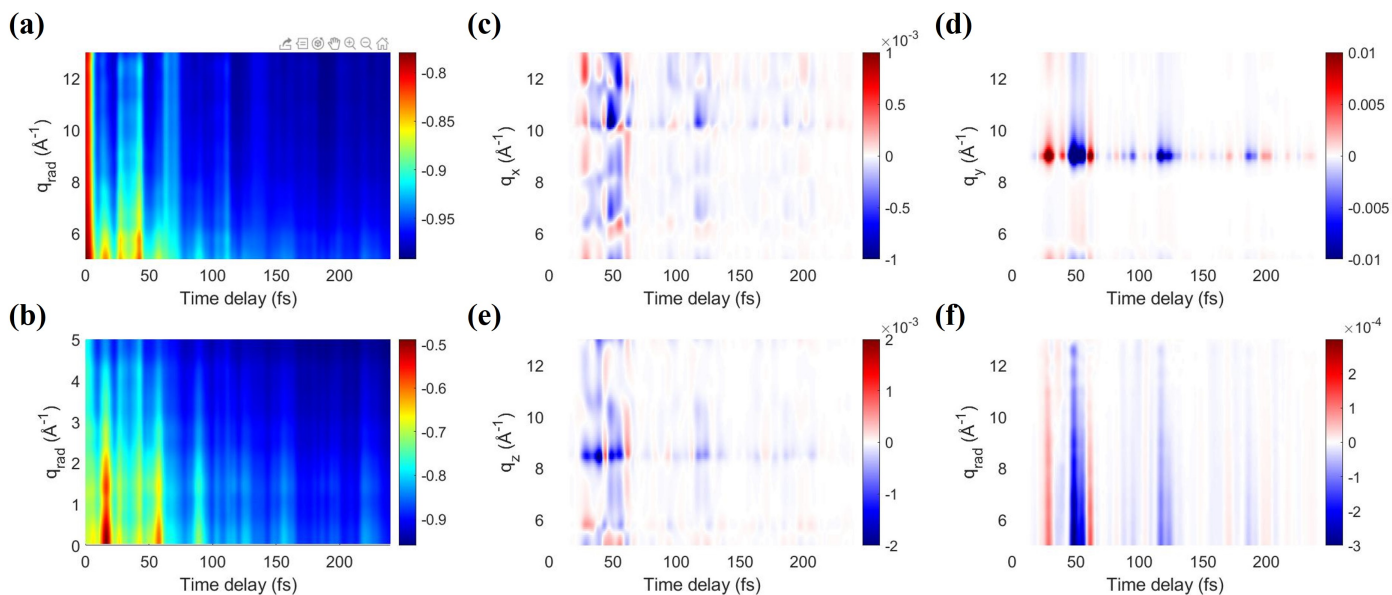 (a)
q_rad (Å^-1)
12
10
8
6
0 50 100 150 200
Time delay (fs)
-0.8
-0.85
-0.9
-0.95
(b)
q_rad (Å^-1)
5
4
3
2
1
0
0 50 100 150 200
Time delay (fs)
-0.5
-0.6
-0.7
-0.8
-0.9
(c)
q_x (Å^-1)
12
10
8
6
0 50 100 150 200
Time delay (fs)
×10^-3
1
0.5
0
-0.5
-1
(d)
q_y (Å^-1)
12
10
8
6
0 50 100 150 200
Time delay (fs)
0.01
0.005
0
-0.005
-0.01
(e)
q_z (Å^-1)
12
10
8
6
0 50 100 150 200
Time delay (fs)
×10^-3
2
1
0
-1
-2
(f)
q_rad (Å^-1)
12
10
8
6
0 50 100 150 200
Time delay (fs)
×10^-4
2
1
0
-1
-2
-3